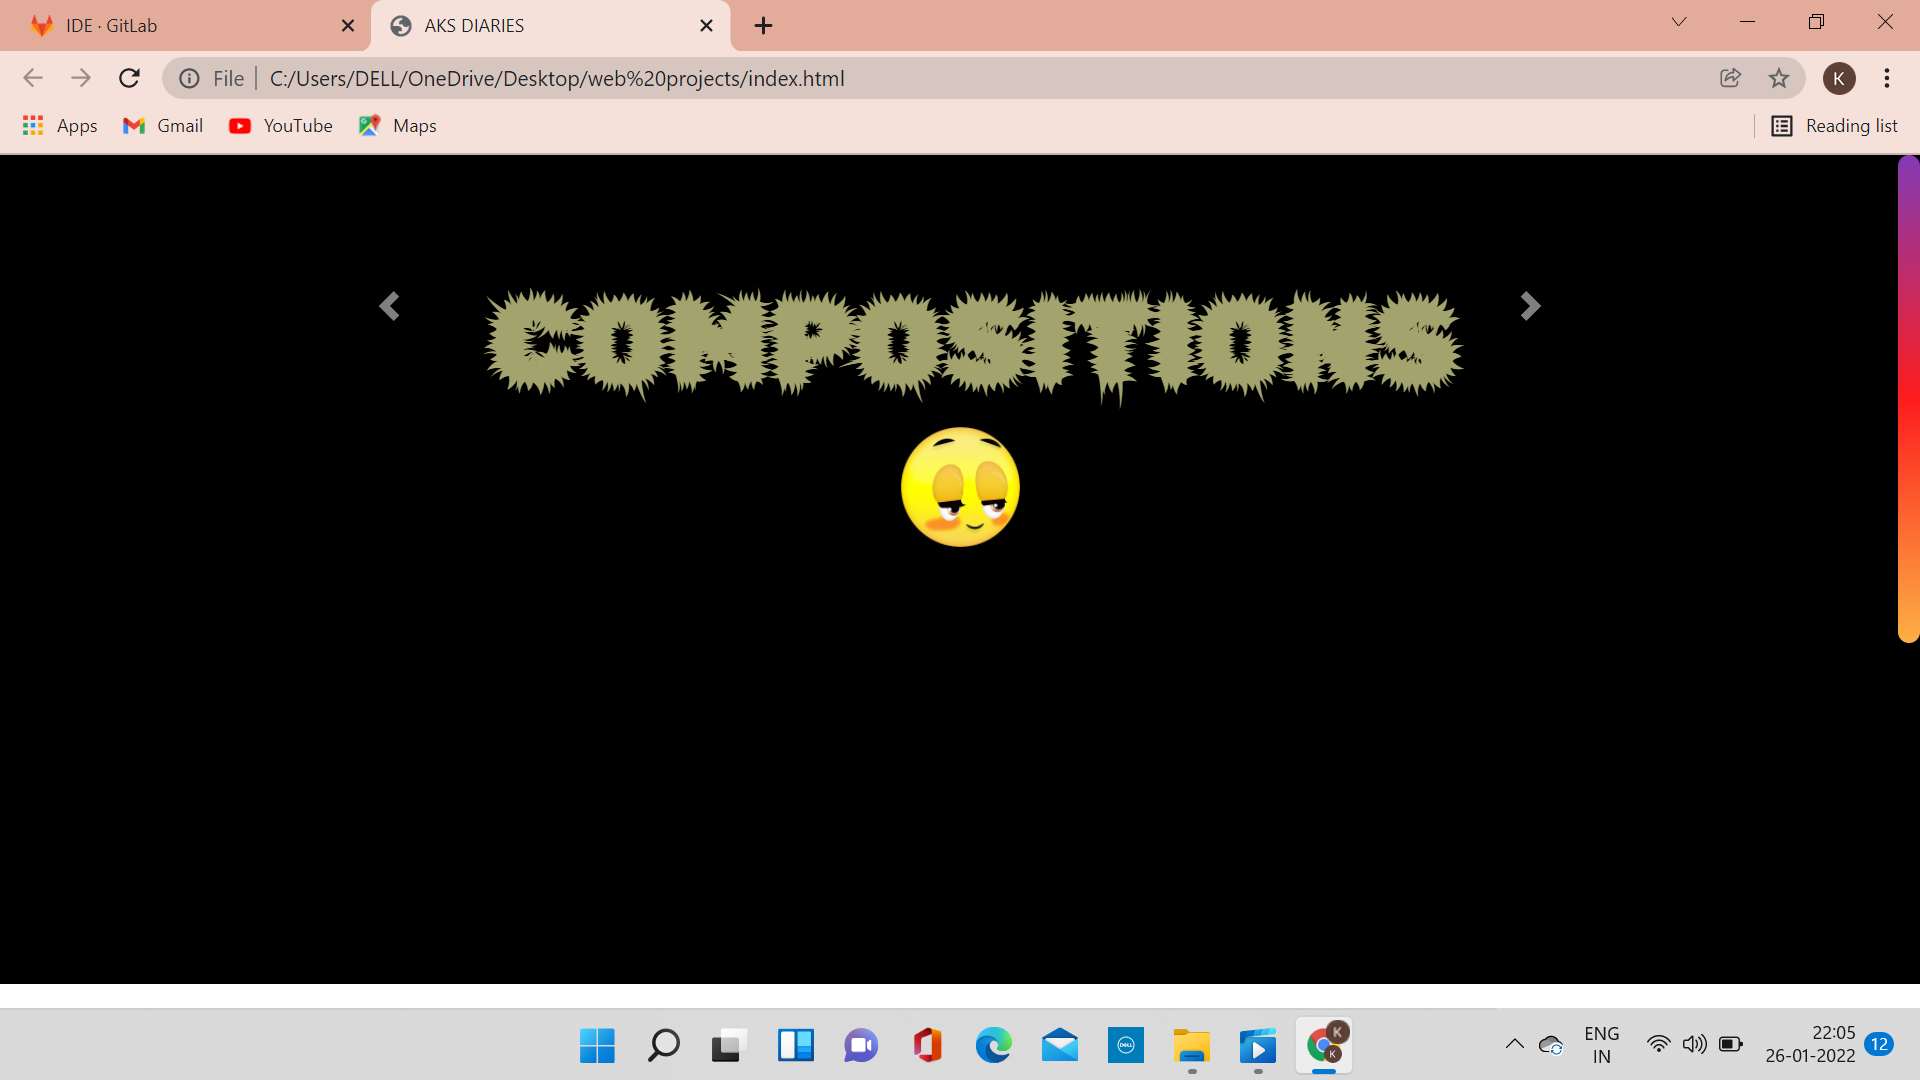 IDE · GitLab
AKS DIARIES
File
C:/Users/DELL/OneDrive/Desktop/web%20projects/index.html
K
Apps
Gmail
YouTube
Maps
Reading list
COMPOSITIONS
DELL
K
K
ENG
IN
22:05
26-01-2022
12